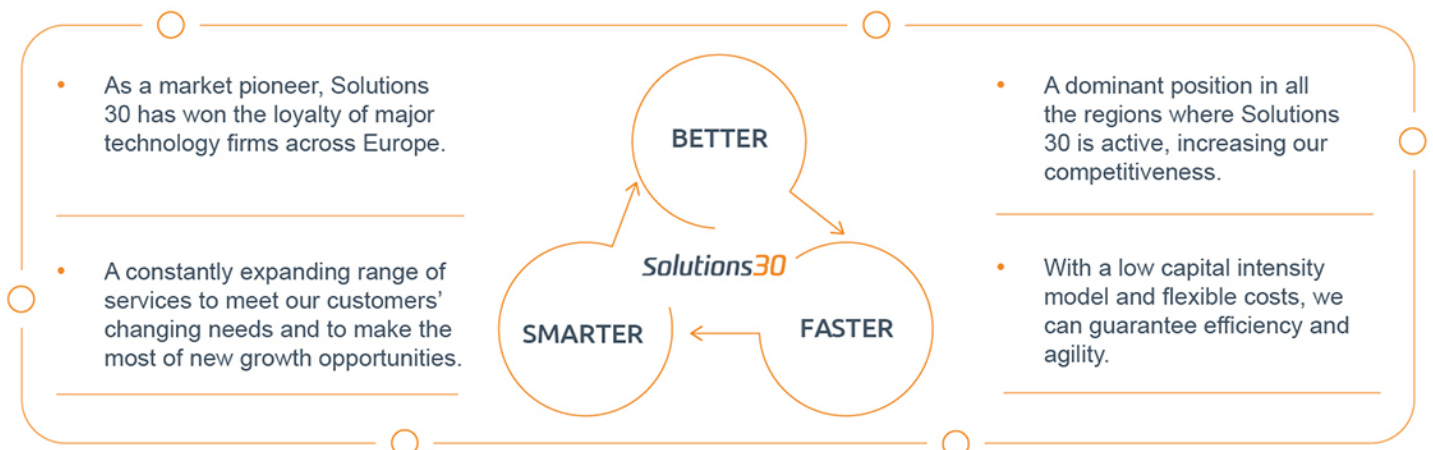 • As a market pioneer, Solutions
30 has won the loyalty of major
technology firms across Europe.
• A constantly expanding range of
services to meet our customers’
changing needs and to make the
most of new growth opportunities.
BETTER
Solutions30
SMARTER
FASTER
• A dominant position in all
the regions where Solutions
30 is active, increasing our
competitiveness.
• With a low capital intensity
model and flexible costs, we
can guarantee efficiency and
agility.